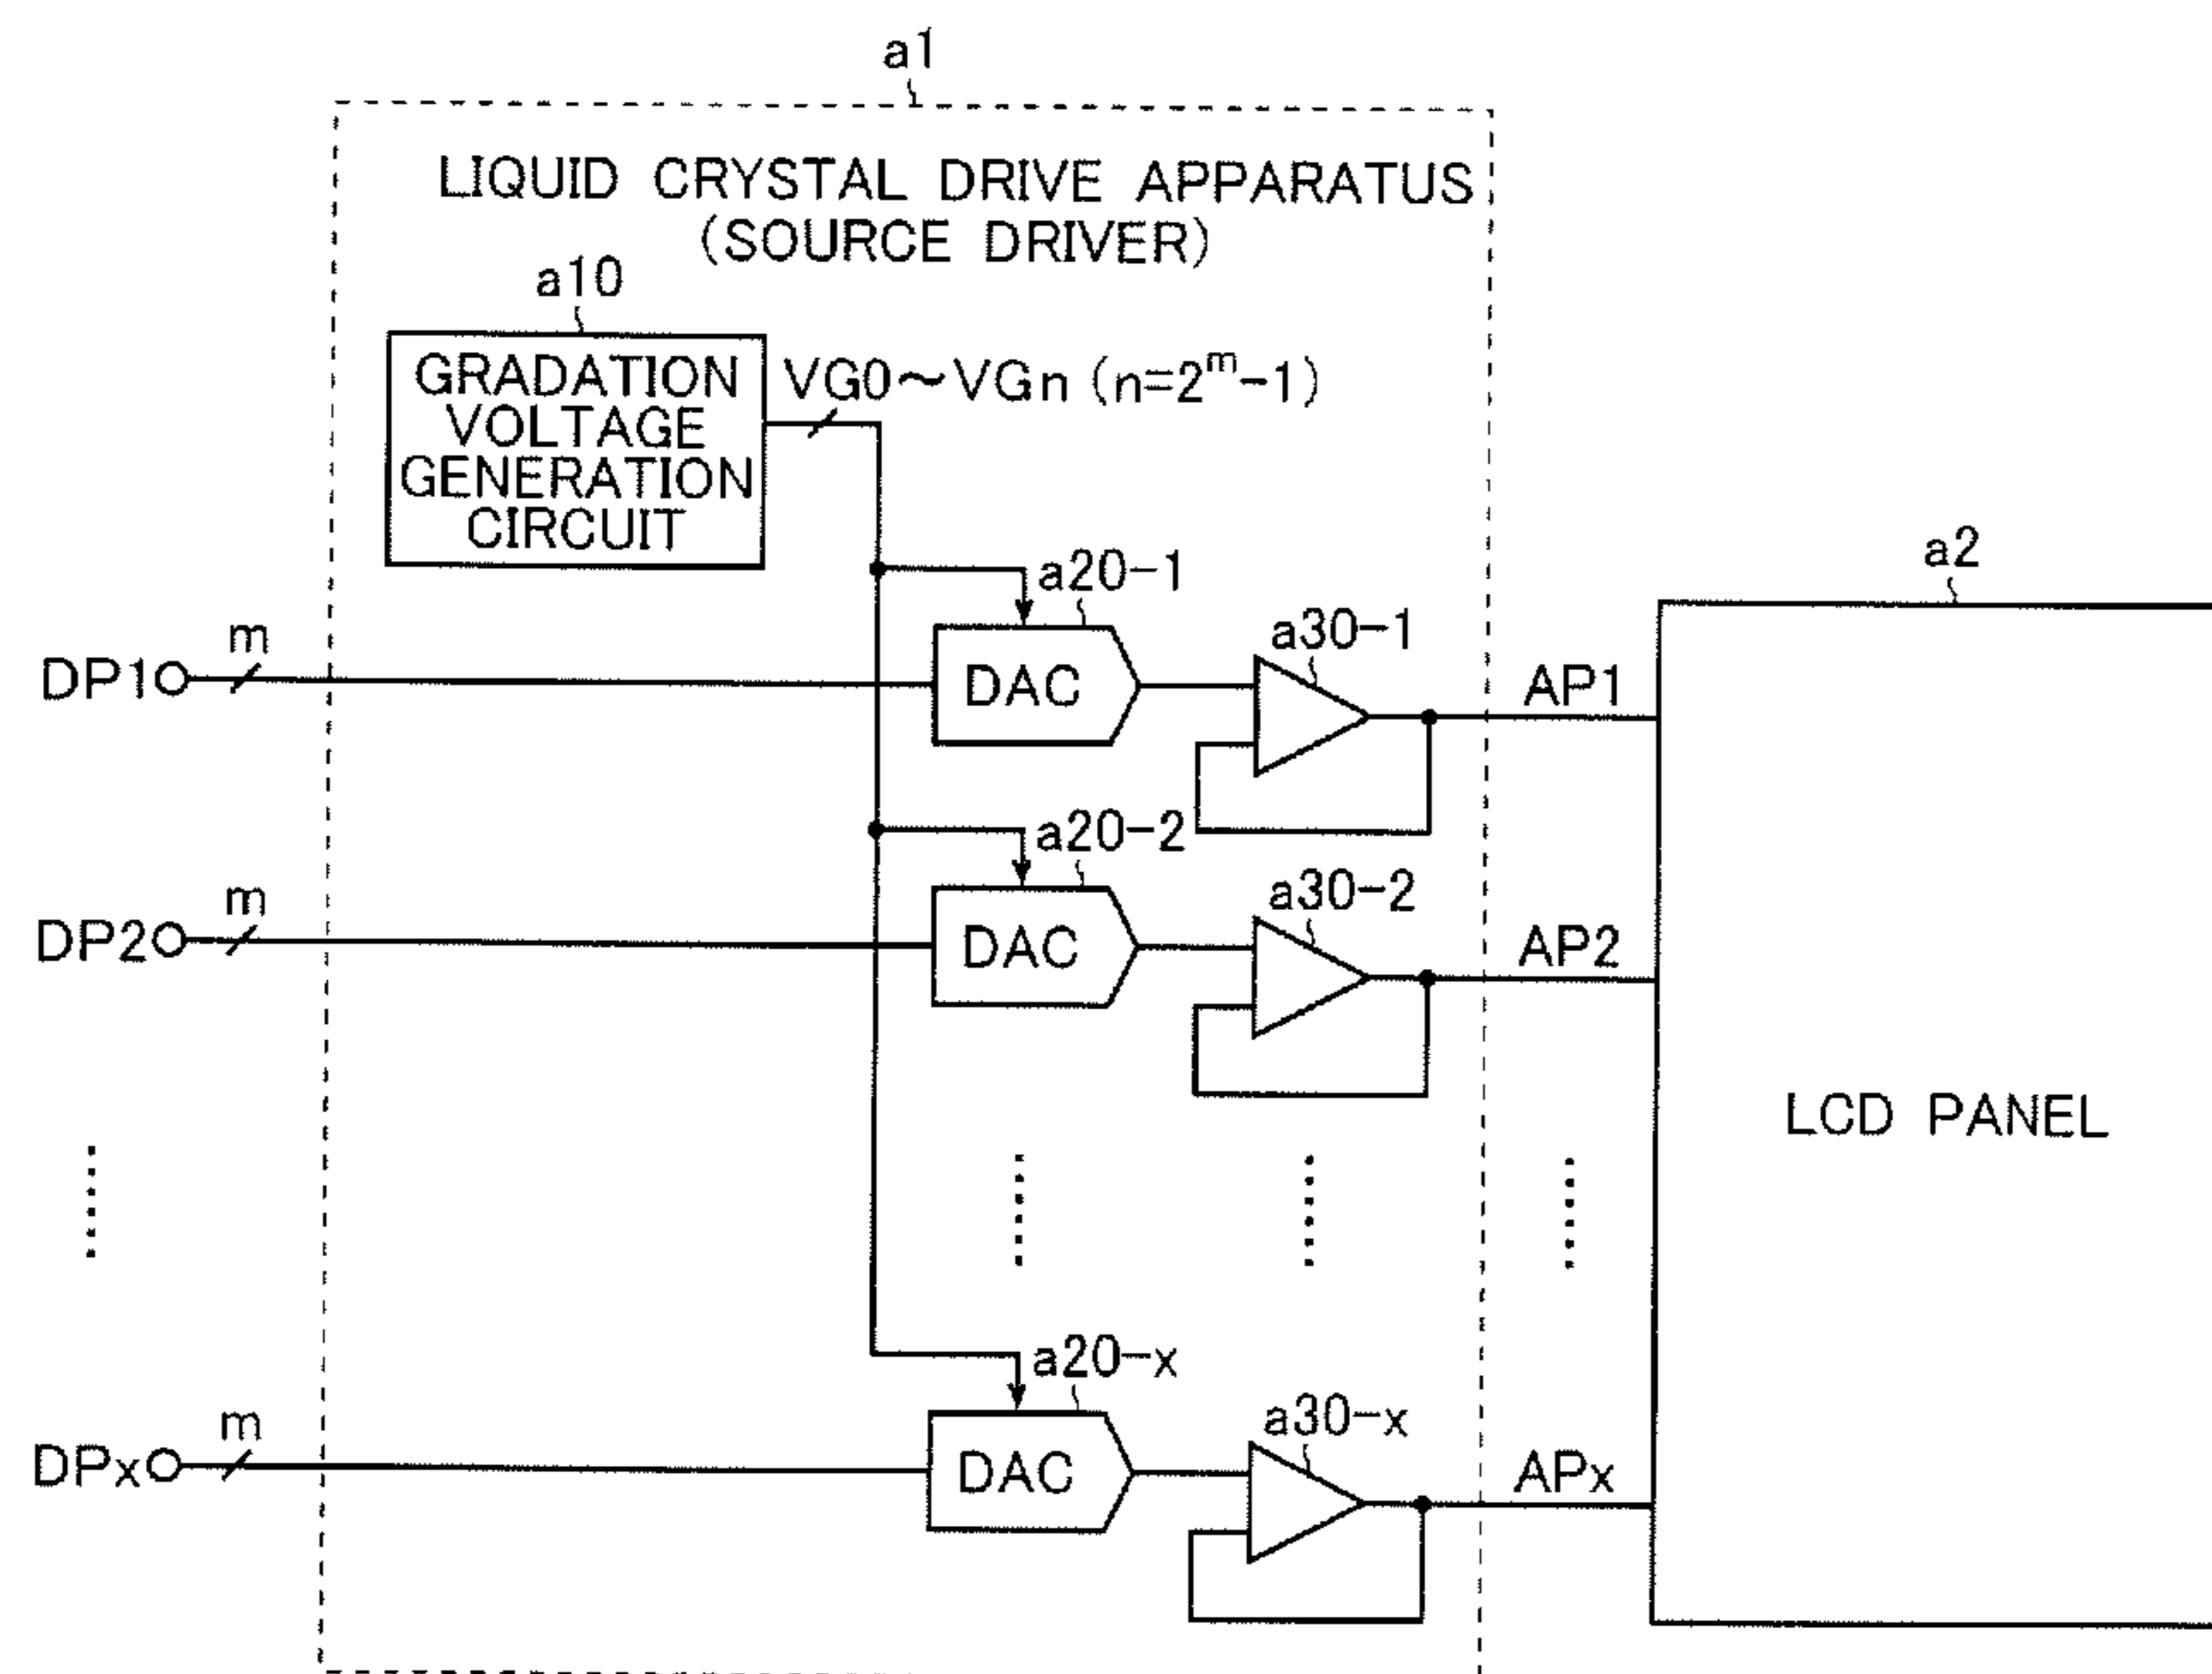 a1
LIQUID CRYSTAL DRIVE APPARATUS
(SOURCE DRIVER)
a10
GRADATION
VOLTAGE
GENERATION
CIRCUIT
VG0~VGn (n=2^m-1)
a20-1
a2
DP1
m
DAC
a30-1
AP1
a20-2
DP2
m
DAC
a30-2
AP2
LCD PANEL
a20-x
DPx
m
DAC
a30-x
APx